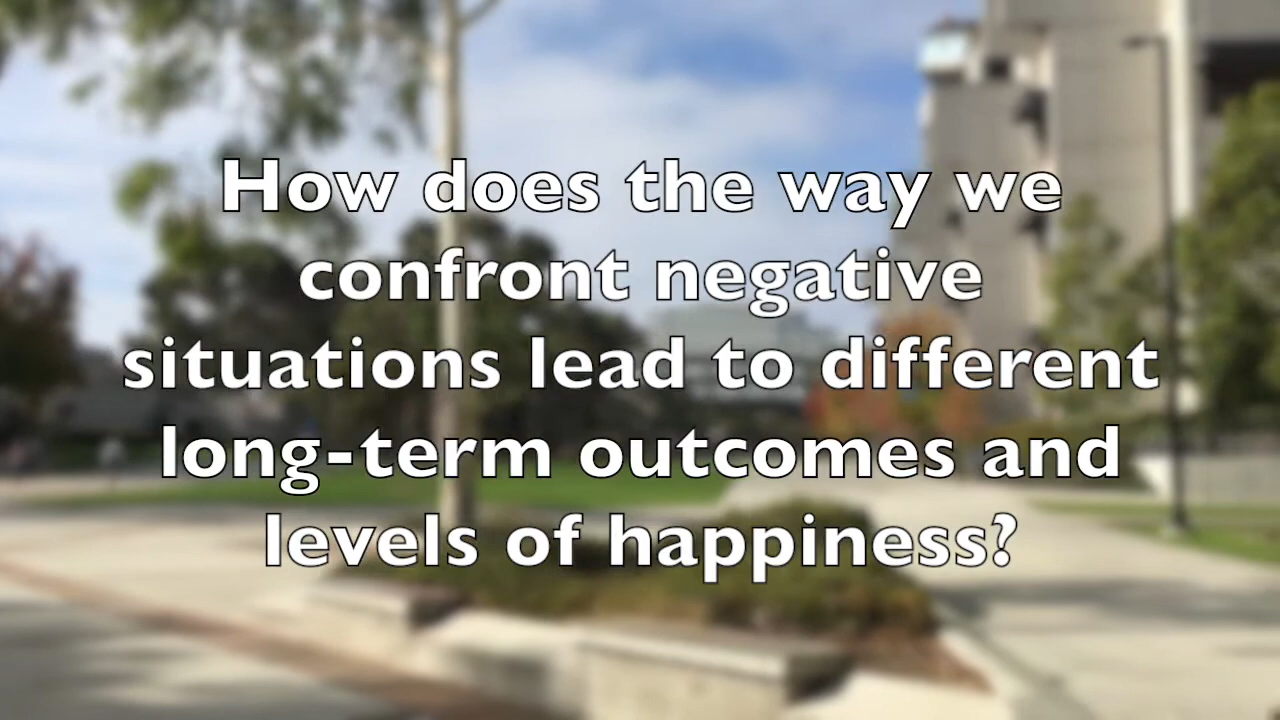 How does the way we
confront negative
situations lead to different
long-term outcomes and
levels of happiness?